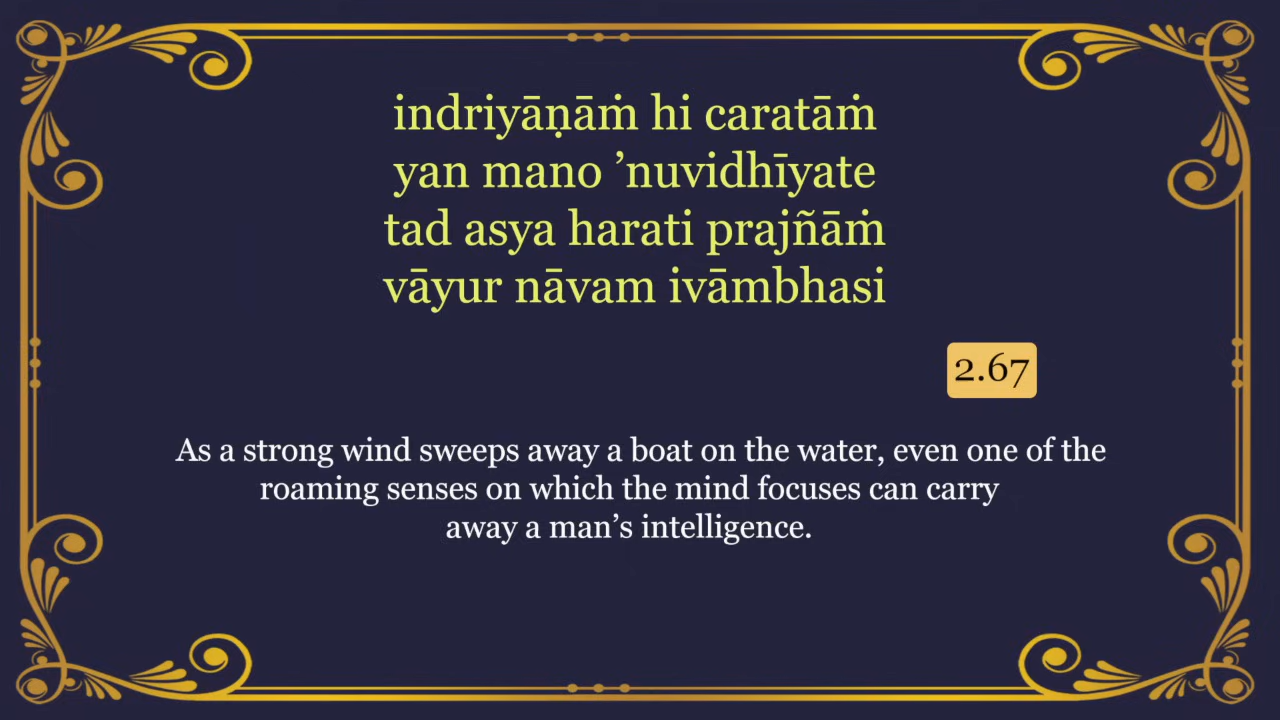 indriyāṇāṁ hi caratāṁ
yan mano ’nuvidhīyate
tad asya harati prajñāṁ
vāyur nāvam ivāmbhasi
2.67
As a strong wind sweeps away a boat on the water, even one of the
roaming senses on which the mind focuses can carry
away a man’s intelligence.